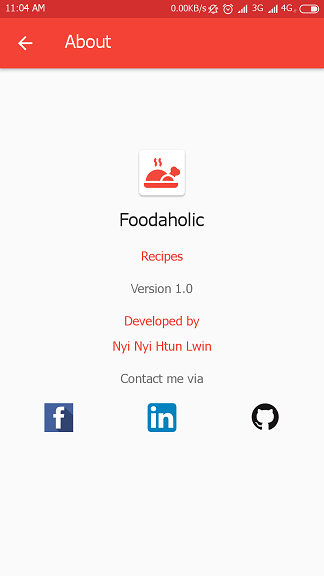 11:04 AM 0.00KB/s 3G 4G
About
Foodaholic
Recipes
Version 1.0
Developed by
Nyi Nyi Htun Lwin
Contact me via
f in